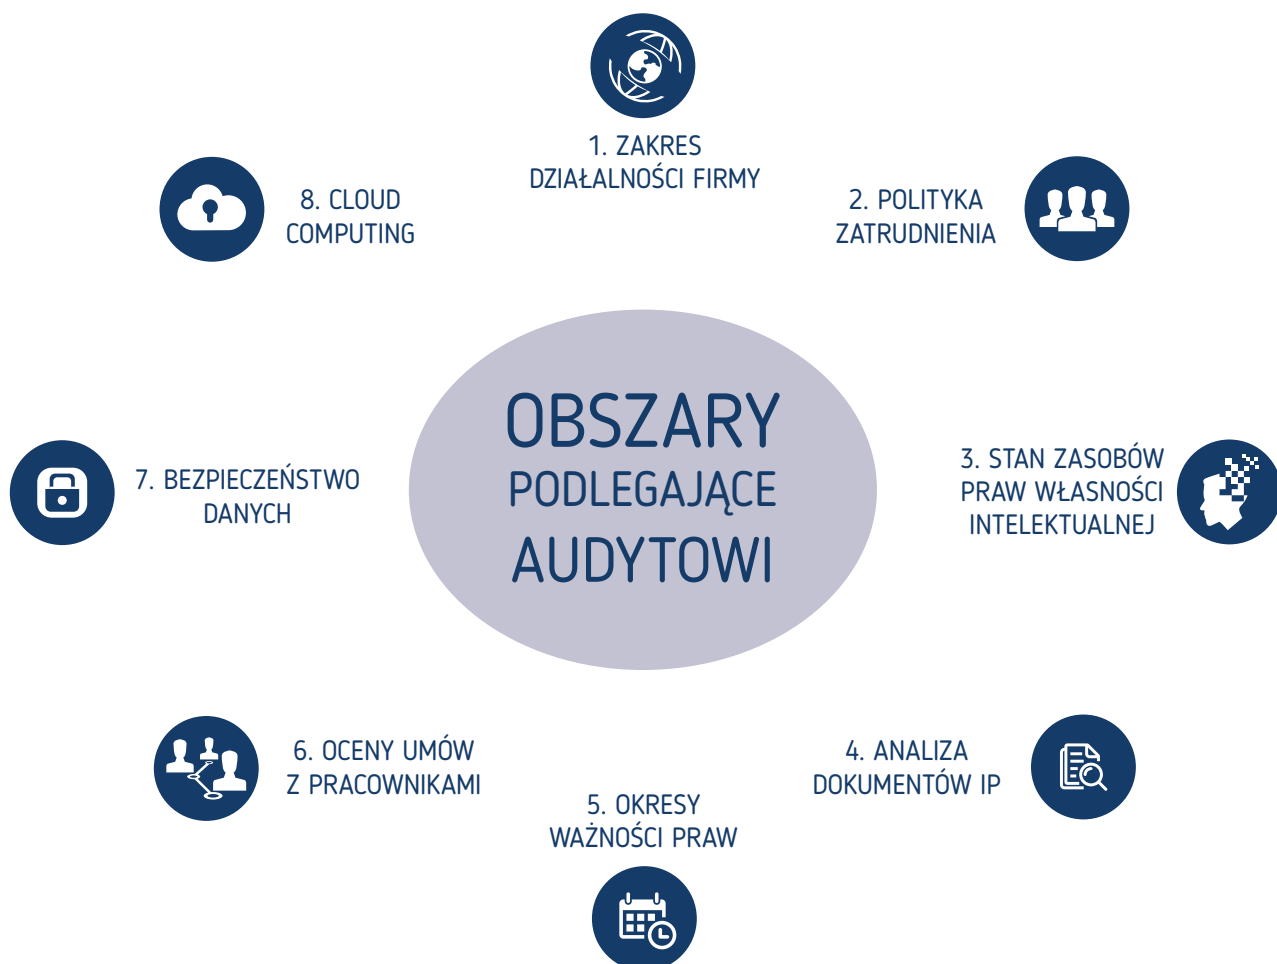 1. ZAKRES
DZIAŁALNOŚCI FIRMY
2. POLITYKA
ZATRUDNIENIA
3. STAN ZASOBÓW
PRAW WŁASNOŚCI
INTELEKTUALNEJ
4. ANALIZA
DOKUMENTÓW IP
5. OKRESY
WAŻNOŚCI PRAW
6. OCENY UMÓW
Z PRACOWNIKAMI
7. BEZPIECZEŃSTWO
DANYCH
8. CLOUD
COMPUTING
OBSZARY
PODLEGAJĄCE
AUDYTOWI